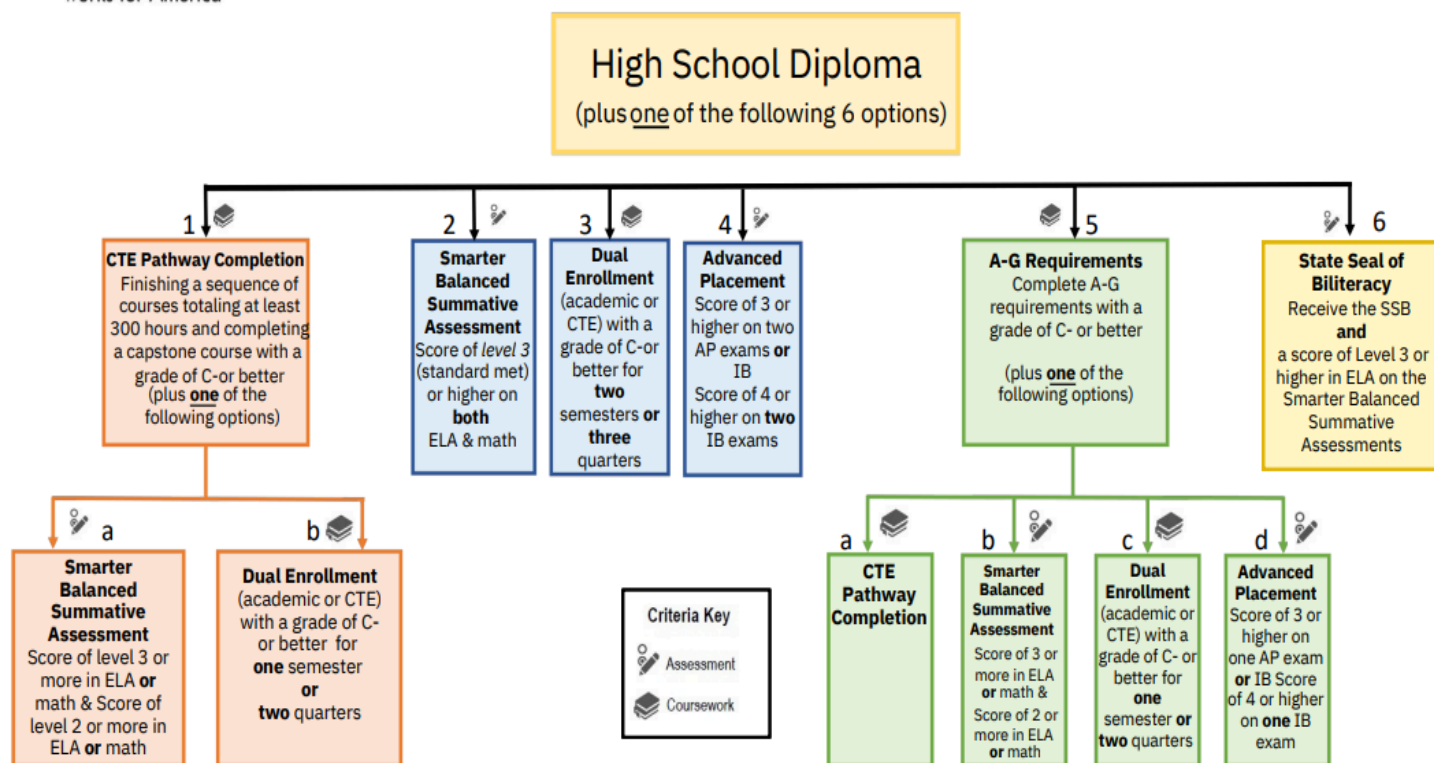 High School Diploma
(plus one of the following 6 options)
1
CTE Pathway Completion
Finishing a sequence of
courses totaling at least
300 hours and completing
a capstone course with a
grade of C-or better
(plus one of the
following options)
2
Smarter
Balanced
Summative
Assessment
Score of level 3
(standard met)
or higher on
both
ELA & math
3
Dual
Enrollment
(academic or
CTE) with a
grade of C-or
better for
two
semesters or
three
quarters
4
Advanced
Placement
Score of 3 or
higher on two
AP exams or
IB
Score of 4 or
higher on two
IB exams
5
A-G Requirements
Complete A-G
requirements with a
grade of C- or better
(plus one of the
following options)
6
State Seal of
Biliteracy
Receive the SSB
and
a score of Level 3 or
higher in ELA on the
Smarter Balanced
Summative
Assessments
a
Smarter
Balanced
Summative
Assessment
Score of level 3 or
more in ELA or
math & Score of
level 2 or more in
ELA or math
b
Dual Enrollment
(academic or CTE)
with a grade of C-
or better for
one semester
or
two quarters
Criteria Key
Assessment
Coursework
a
CTE
Pathway
Completion
b
Smarter
Balanced
Summative
Assessment
Score of 3 or
more in ELA
or math &
Score of 2 or
more in ELA
or math
c
Dual
Enrollment
(academic or
CTE) with a
grade of C- or
better for
one
semester or
two quarters
d
Advanced
Placement
Score of 3 or
higher on
one AP exam
or IB Score
of 4 or higher
on one IB
exam